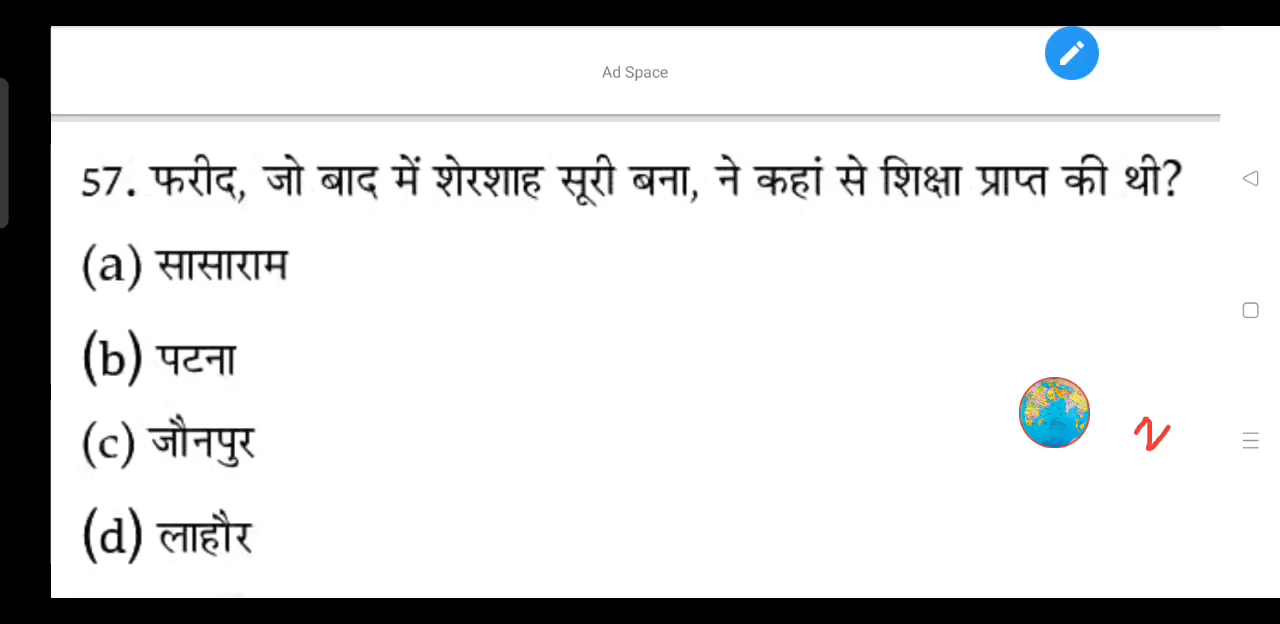 Ad Space
57. फरीद, जो बाद में शेरशाह सूरी बना, ने कहां से शिक्षा प्राप्त की थी?
(a) सासाराम
(b) पटना
(c) जौनपुर
(d) लाहौर